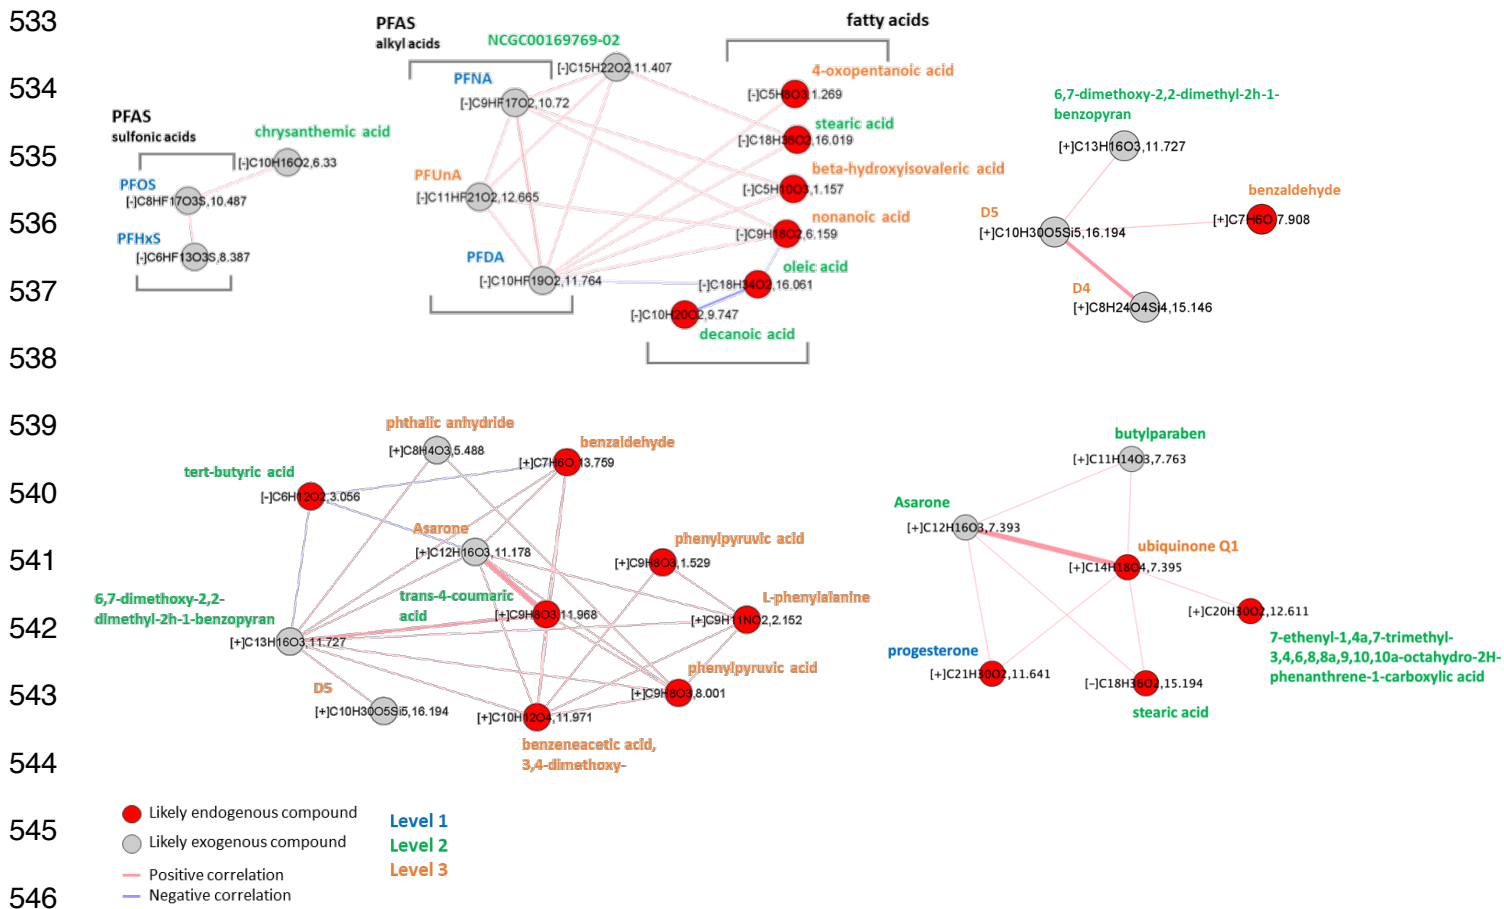 533
PFAS
alkyl acids
fatty acids
NCGC00169769-02
[-]C15H22O2,11.407
PFNA
[-]C9HF17O2,10.72
4-oxopentanoic acid
[-]C5H8O3,1.269
534
6,7-dimethoxy-2,2-dimethyl-2h-1-
benzopyran
[+]C13H16O3,11.727
PFAS
sulfonic acids
chrysanthemic acid
[-]C10H16O2,6.33
stearic acid
[-]C18H36O2,16.019
535
beta-hydroxyisovaleric acid
[-]C5H10O3,1.157
PFOS
[-]C8HF17O3S,10.487
PFUnA
[-]C11HF21O2,12.665
benzaldehyde
[+]C7H6O,7.908
nonanoic acid
[-]C9H18O2,6.159
536
D5
[+]C10H30O5Si5,16.194
PFHxS
[-]C6HF13O3S,8.387
PFDA
[-]C10HF19O2,11.764
oleic acid
[-]C18H34O2,16.061
537
D4
[+]C8H24O4Si4,15.146
[-]C10H20O2,9.747
decanoic acid
538
539
phthalic anhydride
[+]C8H4O3,5.488
benzaldehyde
[+]C7H6O,13.759
butylparaben
[+]C11H14O3,7.763
tert-butyric acid
[-]C6H12O2,3.056
540
Asarone
[+]C12H16O3,7.393
Asarone
[+]C12H16O3,11.178
phenylpyruvic acid
[+]C9H8O3,1.529
541
ubiquinone Q1
[+]C14H18O4,7.395
6,7-dimethoxy-2,2-
dimethyl-2h-1-benzopyran
[+]C13H16O3,11.727
trans-4-coumaric
acid
[+]C9H8O3,11.968
L-phenylalanine
[+]C9H11NO2,2.152
[+]C20H30O2,12.611
7-ethenyl-1,4a,7-trimethyl-
3,4,6,8,8a,9,10,10a-octahydro-2H-
phenanthrene-1-carboxylic acid
542
progesterone
[+]C21H30O2,11.641
phenylpyruvic acid
[+]C9H8O3,8.001
[-]C18H36O2,15.194
stearic acid
543
D5
[+]C10H30O5Si5,16.194
[+]C10H12O4,11.971
benzeneacetic acid,
3,4-dimethoxy-
544
Likely endogenous compound
Likely exogenous compound
Positive correlation
Negative correlation
Level 1
Level 2
Level 3
545
546